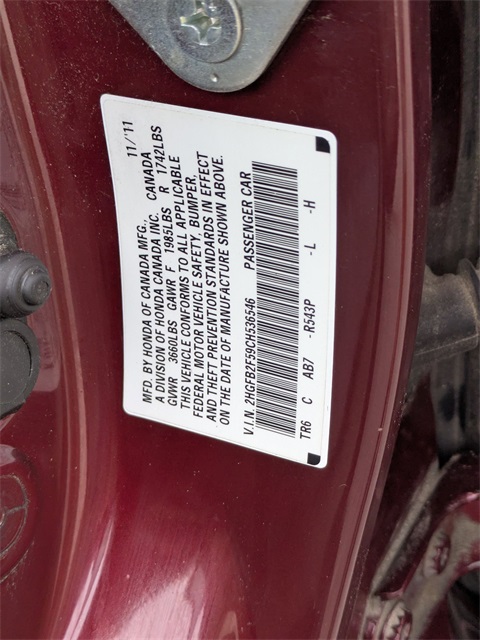 MFD. BY HONDA OF CANADA MFG., 11/'11
A DIVISION OF HONDA CANADA INC. CANADA
GVWR 3660LBS GAWR F 1985LBS R 1742LBS
THIS VEHICLE CONFORMS TO ALL APPLICABLE
FEDERAL MOTOR VEHICLE SAFETY, BUMPER,
AND THEFT PREVENTION STANDARDS IN EFFECT
ON THE DATE OF MANUFACTURE SHOWN ABOVE.
V.I.N. 2HGFB2F59CH536546 PASSENGER CAR
TR6 C AB7 -R543P -L -H